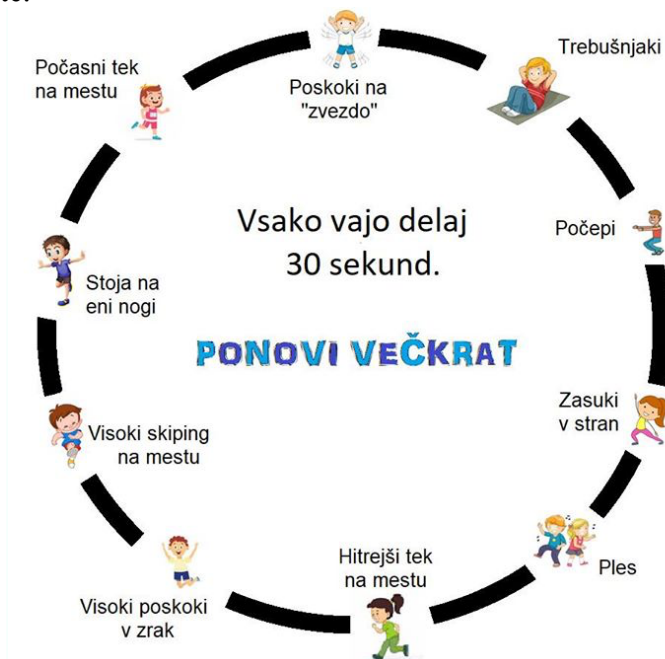 Poskoki na
"zvezdo"
Trebušnjaki
Počepi
Zasuki
v stran
Ples
Hitrejši tek
na mestu
Visoki poskoki
v zrak
Visoki skiping
na mestu
Stoja na
eni nogi
Počasni tek
na mestu
Vsako vajo delaj
30 sekund.
PONOVI VEČKRAT